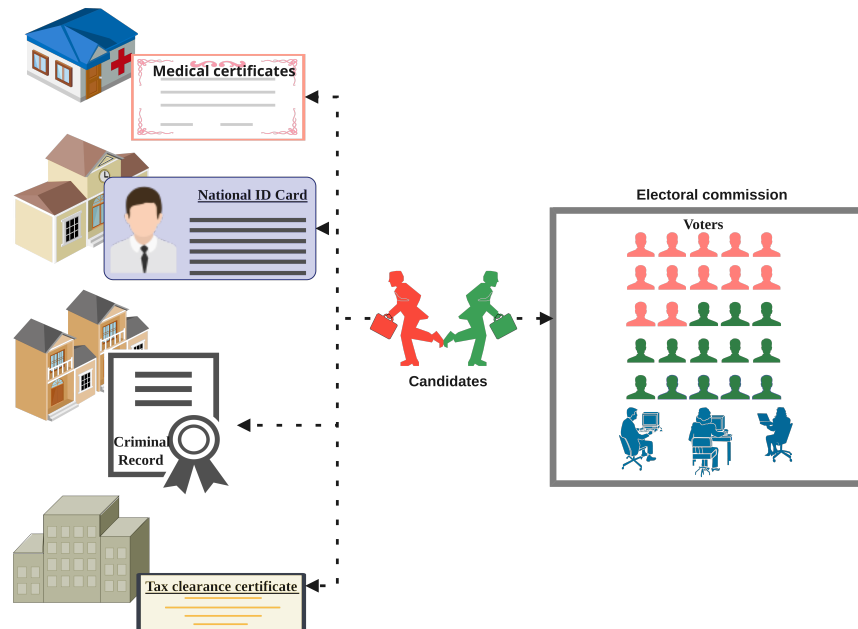 Medical certificates
National ID Card
Criminal
Record
Tax clearance certificate
Candidates
Electoral commission
Voters